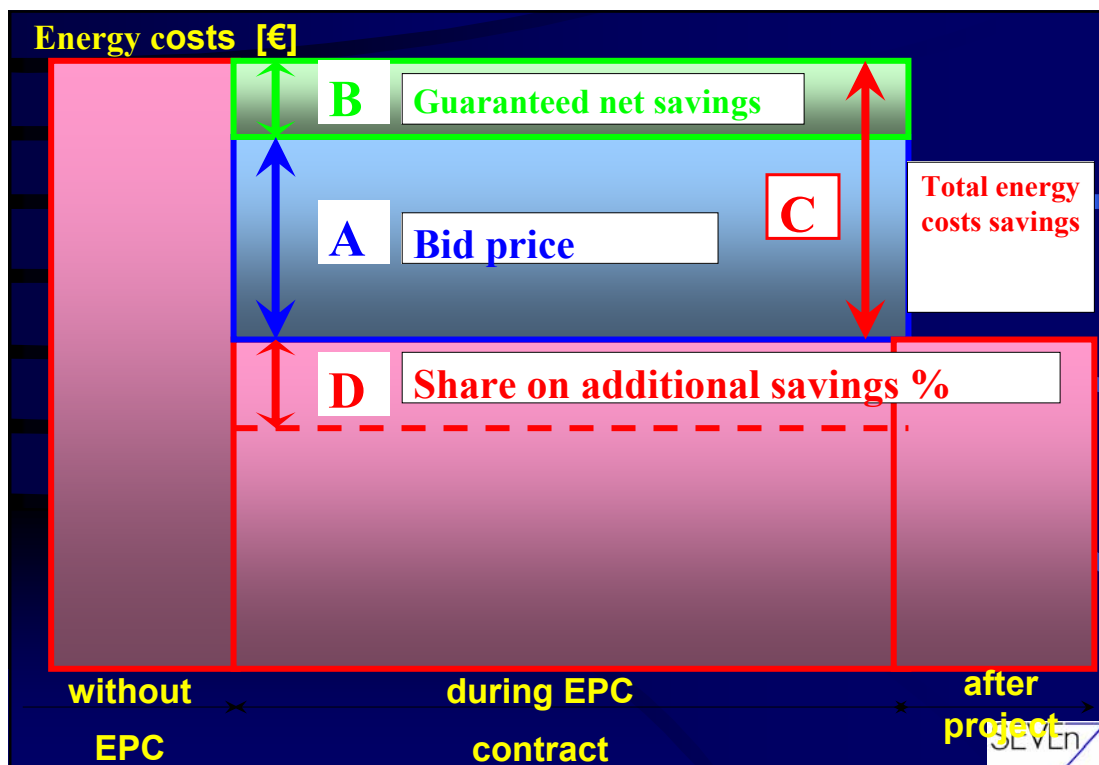 Energy costs [€]
B
Guaranteed net savings
A
Bid price
C
Total energy
costs savings
D
Share on additional savings %
without
EPC
during EPC
contract
after
project
SEVEn